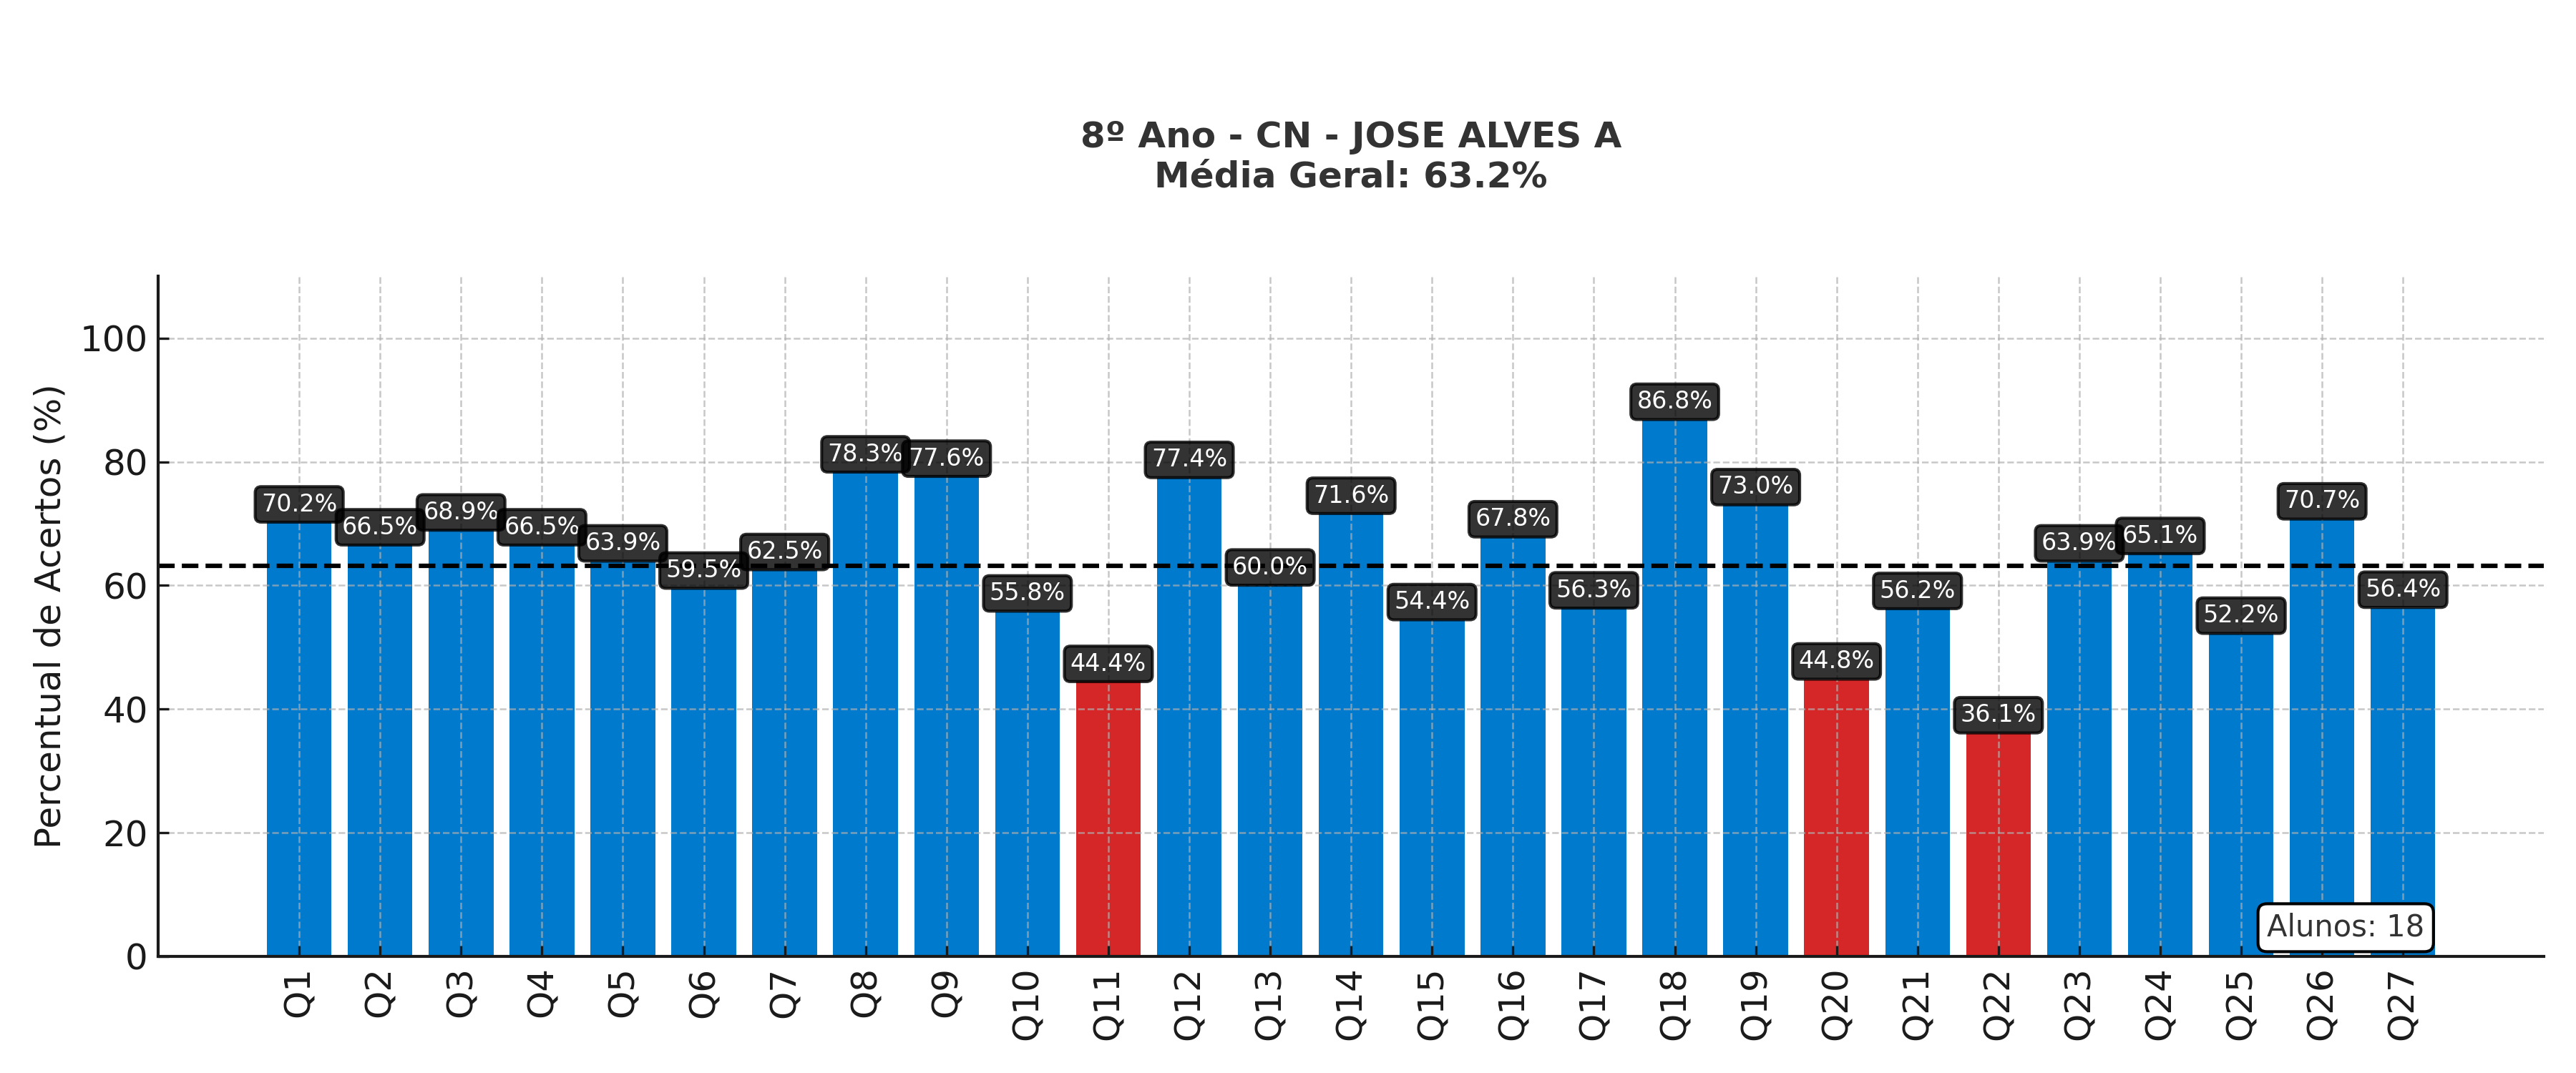 8º Ano - CN - JOSE ALVES A
Média Geral: 63.2%
Percentual de Acertos (%)
100
80
60
40
20
0
70.2%
66.5%
68.9%
66.5%
63.9%
59.5%
62.5%
78.3%
77.6%
55.8%
44.4%
77.4%
60.0%
71.6%
54.4%
67.8%
56.3%
86.8%
73.0%
44.8%
56.2%
36.1%
63.9%
65.1%
52.2%
70.7%
56.4%
Alunos: 18
Q1
Q2
Q3
Q4
Q5
Q6
Q7
Q8
Q9
Q10
Q11
Q12
Q13
Q14
Q15
Q16
Q17
Q18
Q19
Q20
Q21
Q22
Q23
Q24
Q25
Q26
Q27